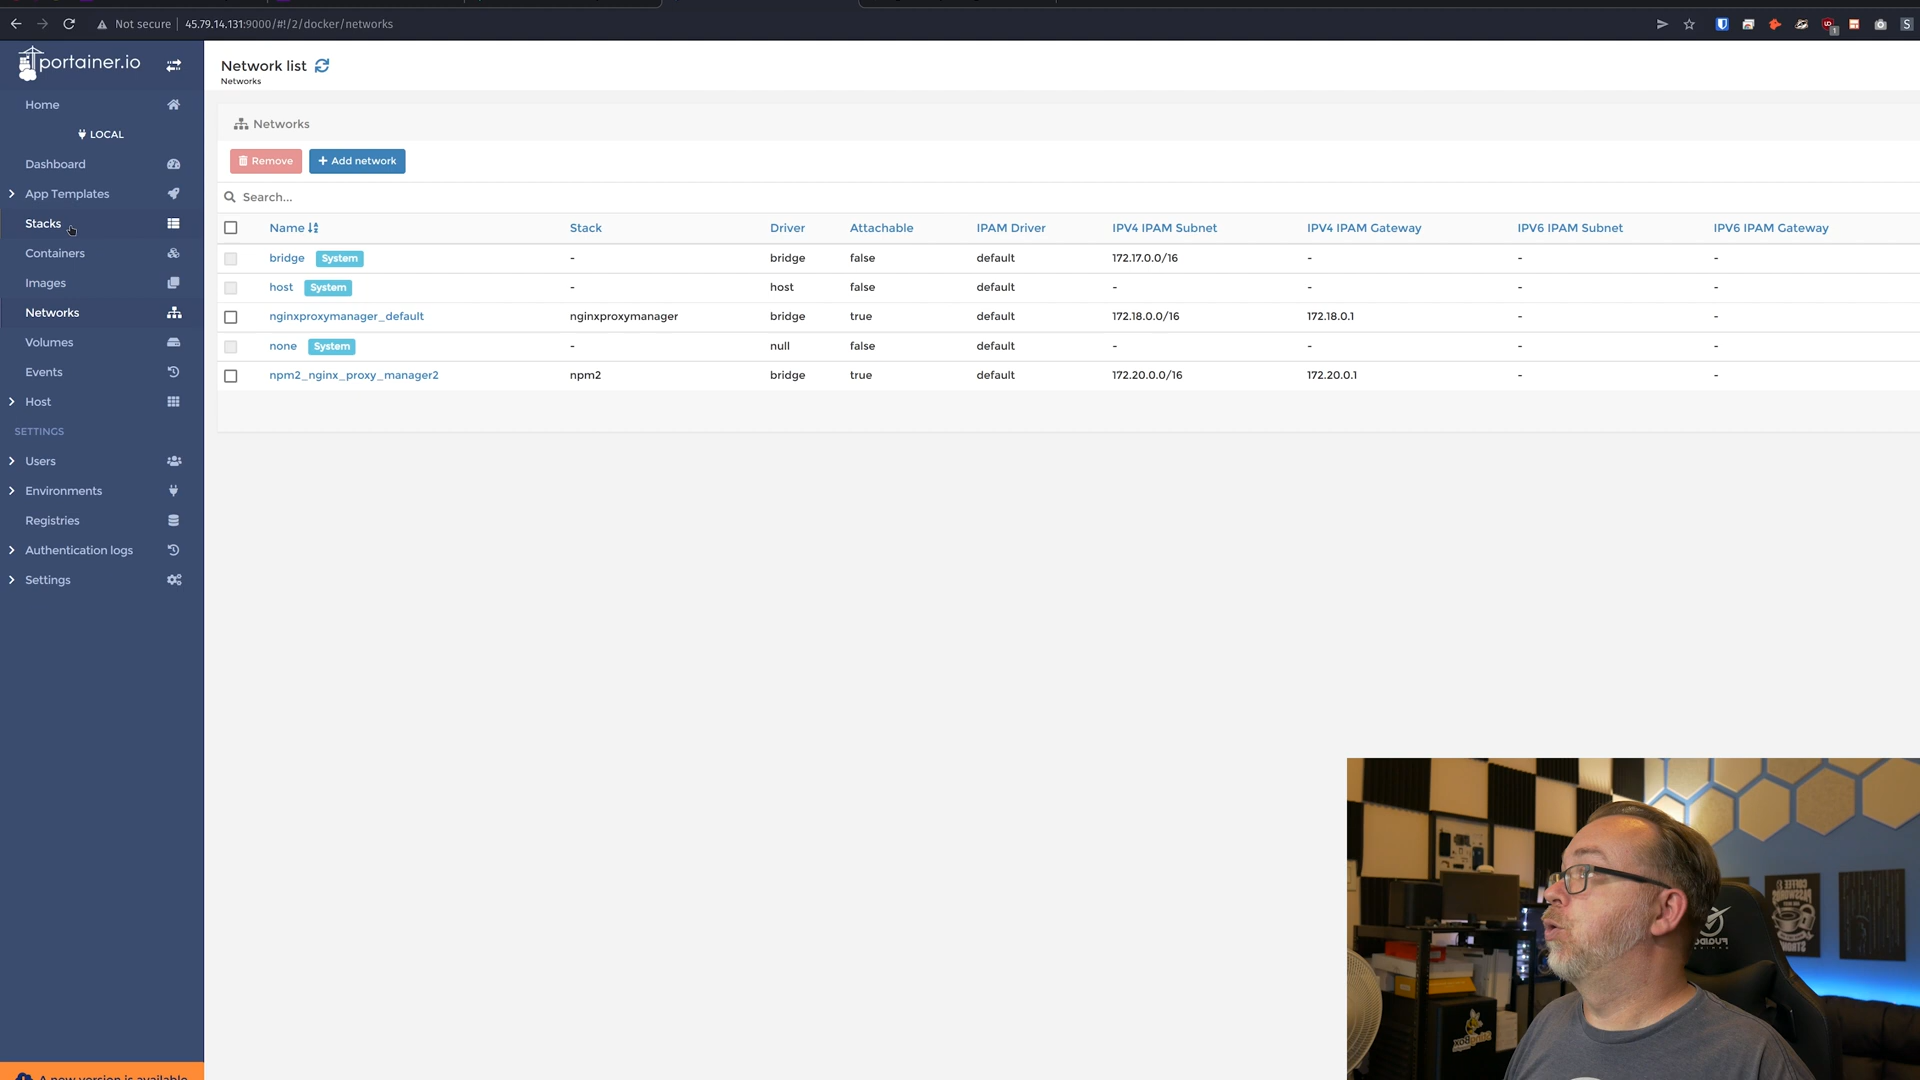 Not secure 45.79.14.131:9000/#!/2/docker/networks
portainer.io
Home
LOCAL
Dashboard
App Templates
Stacks
Containers
Images
Networks
Volumes
Events
Host
SETTINGS
Users
Environments
Registries
Authentication logs
Settings
A new version is available
Network list
Networks
Networks
Remove Add network
Search...
Name Stack Driver Attachable IPAM Driver IPV4 IPAM Subnet IPV4 IPAM Gateway IPV6 IPAM Subnet IPV6 IPAM Gateway
bridge System - bridge false default 172.17.0.0/16 - - -
host System - host false default - - - -
nginxproxymanager_default nginxproxymanager bridge true default 172.18.0.0/16 172.18.0.1 - -
none System - null false default - - - -
npm2_nginx_proxy_manager2 npm2 bridge true default 172.20.0.0/16 172.20.0.1 - -
COFFEE
PASSWORDS
STRONG